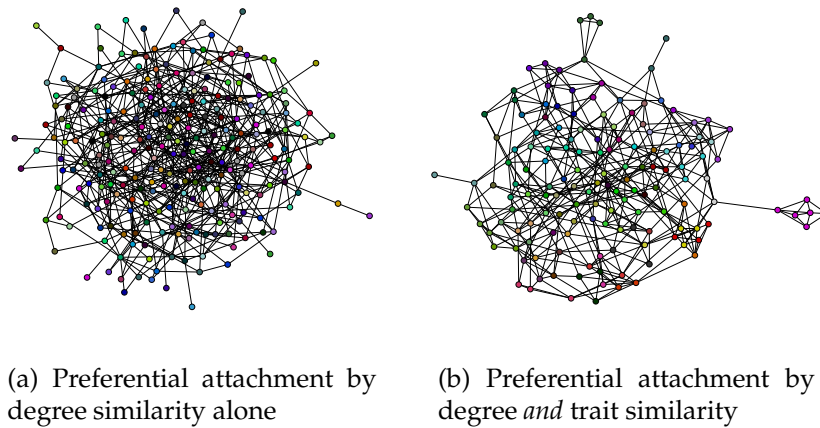 (a) Preferential attachment by
degree similarity alone
(b) Preferential attachment by
degree and trait similarity